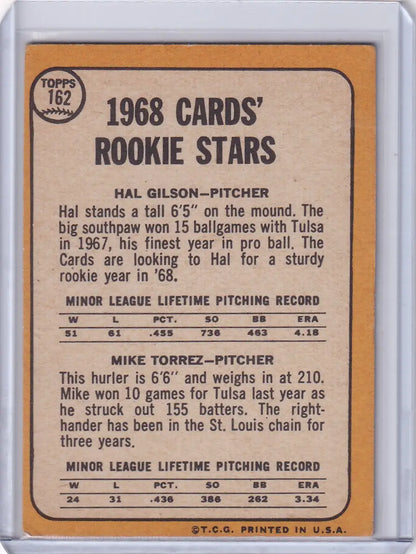 TOPPS
162
1968 CARDS'
ROOKIE STARS
HAL GILSON—PITCHER
Hal stands a tall 6'5" on the mound. The
big southpaw won 15 ballgames with Tulsa
in 1967, his finest year in pro ball. The
Cards are looking to Hal for a sturdy
rookie year in '68.
MINOR LEAGUE LIFETIME PITCHING RECORD
W L PCT. SO BB ERA
51 61 .455 736 463 4.18
MIKE TORREZ—PITCHER
This hurler is 6'6" and weighs in at 210.
Mike won 10 games for Tulsa last year as
he struck out 155 batters. The right-
hander has been in the St. Louis chain for
three years.
MINOR LEAGUE LIFETIME PITCHING RECORD
W L PCT. SO BB ERA
24 31 .436 386 262 3.34
©T.C.G. PRINTED IN U.S.A.